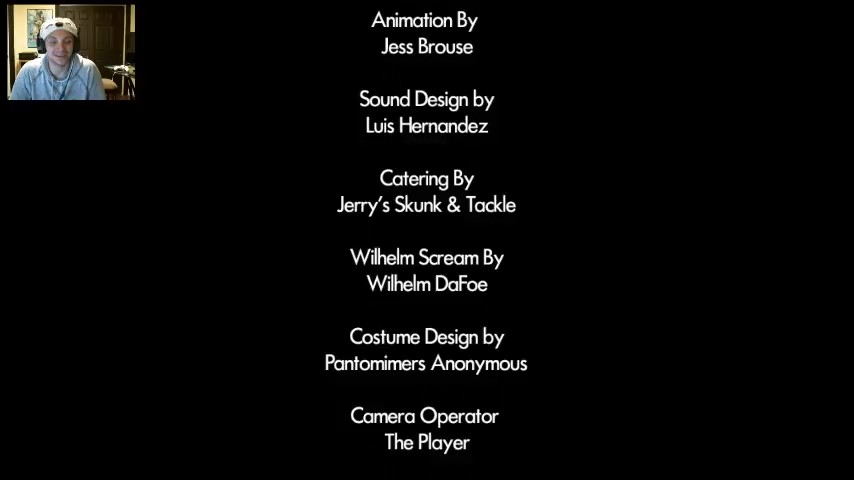 Animation By
Jess Brouse
Sound Design by
Luis Hernandez
Catering By
Jerry's Skunk & Tackle
Wilhelm Scream By
Wilhelm DaFoe
Costume Design by
Pantomimers Anonymous
Camera Operator
The Player